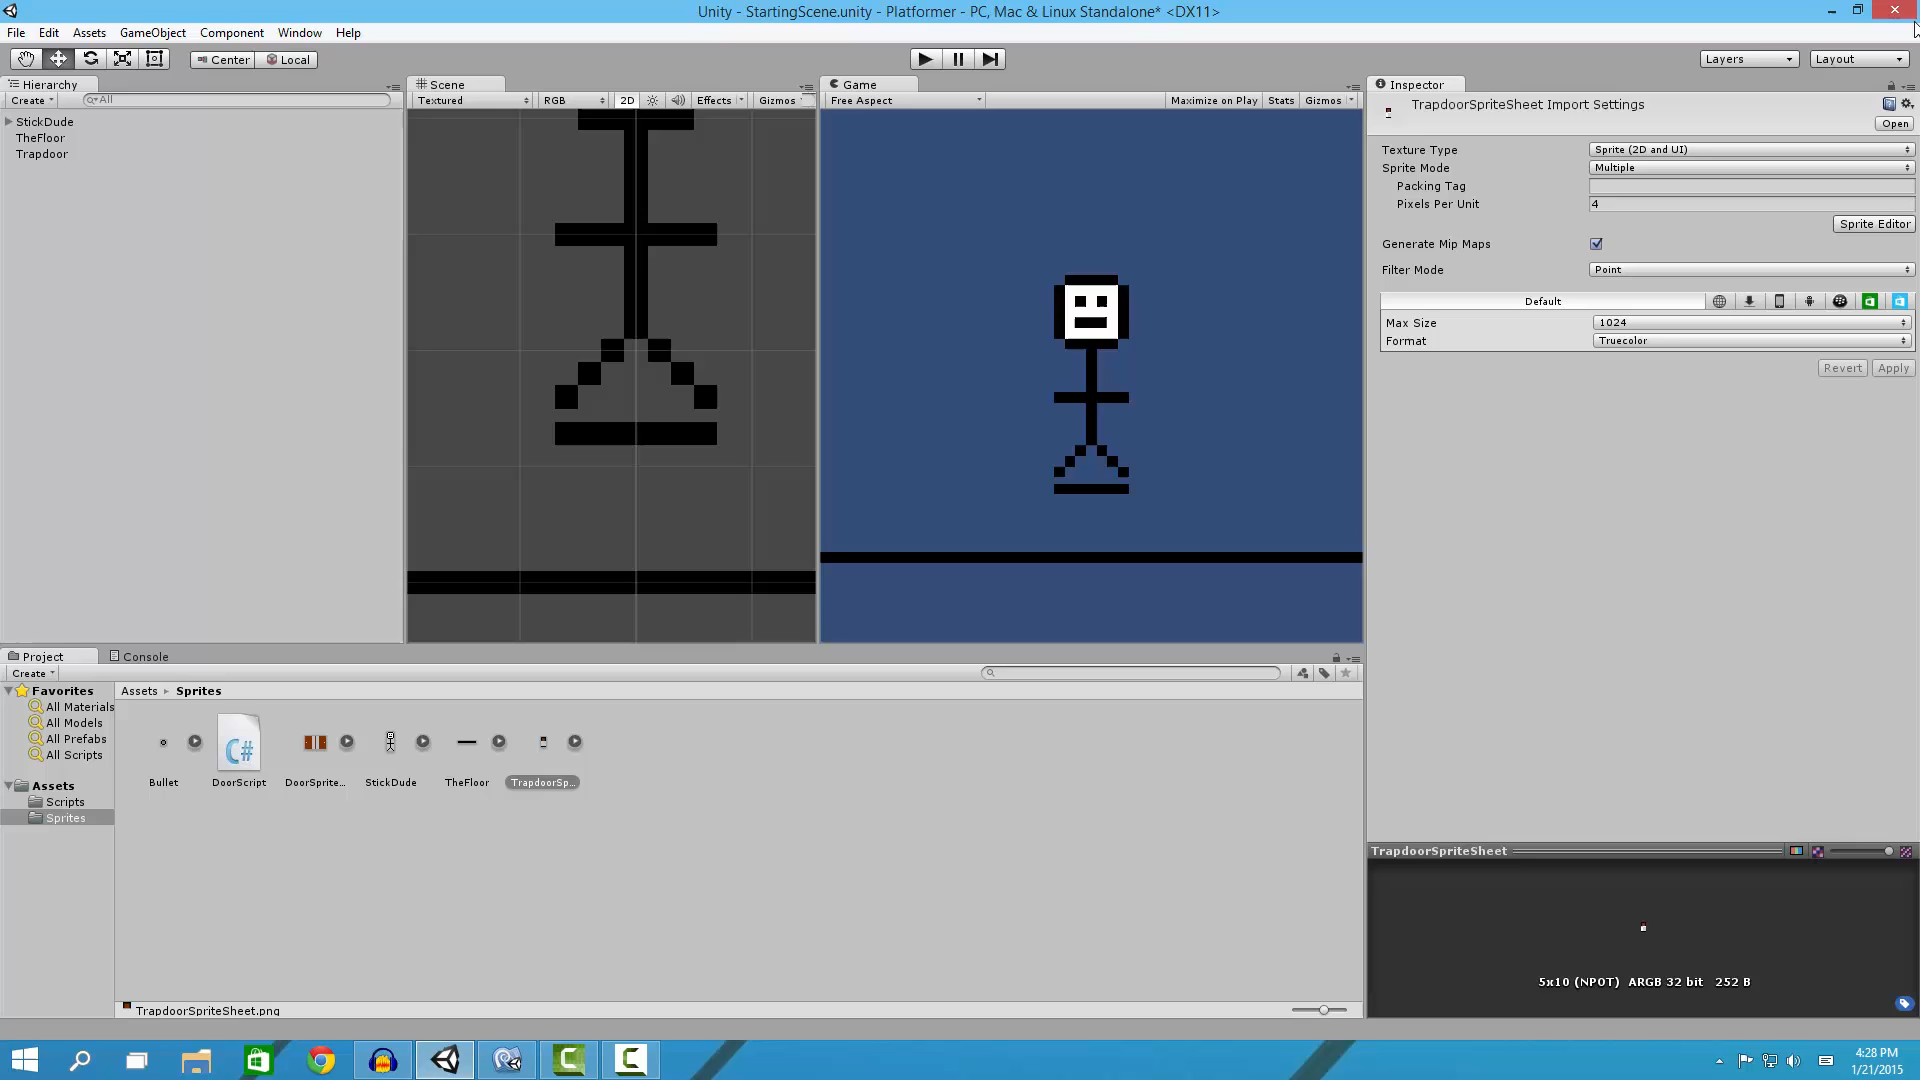 Unity - StartingScene.unity - Platformer - PC, Mac & Linux Standalone* <DX11>
File Edit Assets GameObject Component Window Help
Center Local Layers Layout
Hierarchy
Create All
StickDude
TheFloor
Trapdoor
Scene
Textured RGB 2D Effects Gizmos
Game
Free Aspect Maximize on Play Stats Gizmos
Inspector
TrapdoorSpriteSheet Import Settings
Open
Texture Type Sprite (2D and UI)
Sprite Mode Multiple
Packing Tag
Pixels Per Unit 4
Sprite Editor
Generate Mip Maps
Filter Mode Point
Default
Max Size 1024
Format Truecolor
Revert Apply
Project Console
Create
Favorites
All Materials
All Models
All Prefabs
All Scripts
Assets
Scripts
Sprites
Assets Sprites
C#
Bullet DoorScript DoorSprite... StickDude TheFloor TrapdoorSp...
TrapdoorSpriteSheet.png
TrapdoorSpriteSheet
5x10 (NPOT) ARGB 32 bit 252 B
4:28 PM
1/21/2015